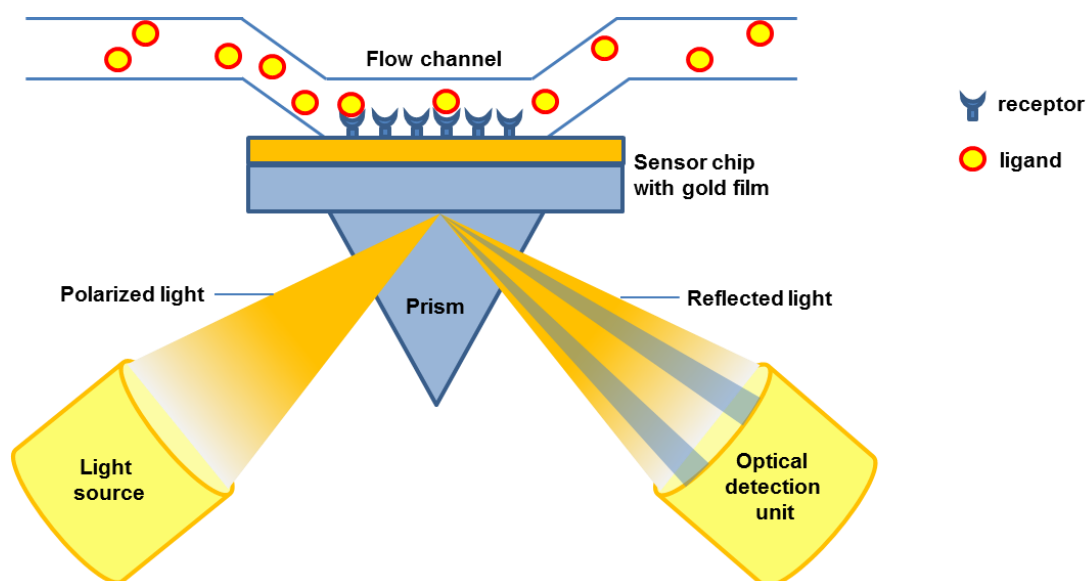 Flow channel
receptor
ligand
Sensor chip
with gold film
Polarized light
Prism
Reflected light
Light
source
Optical
detection
unit